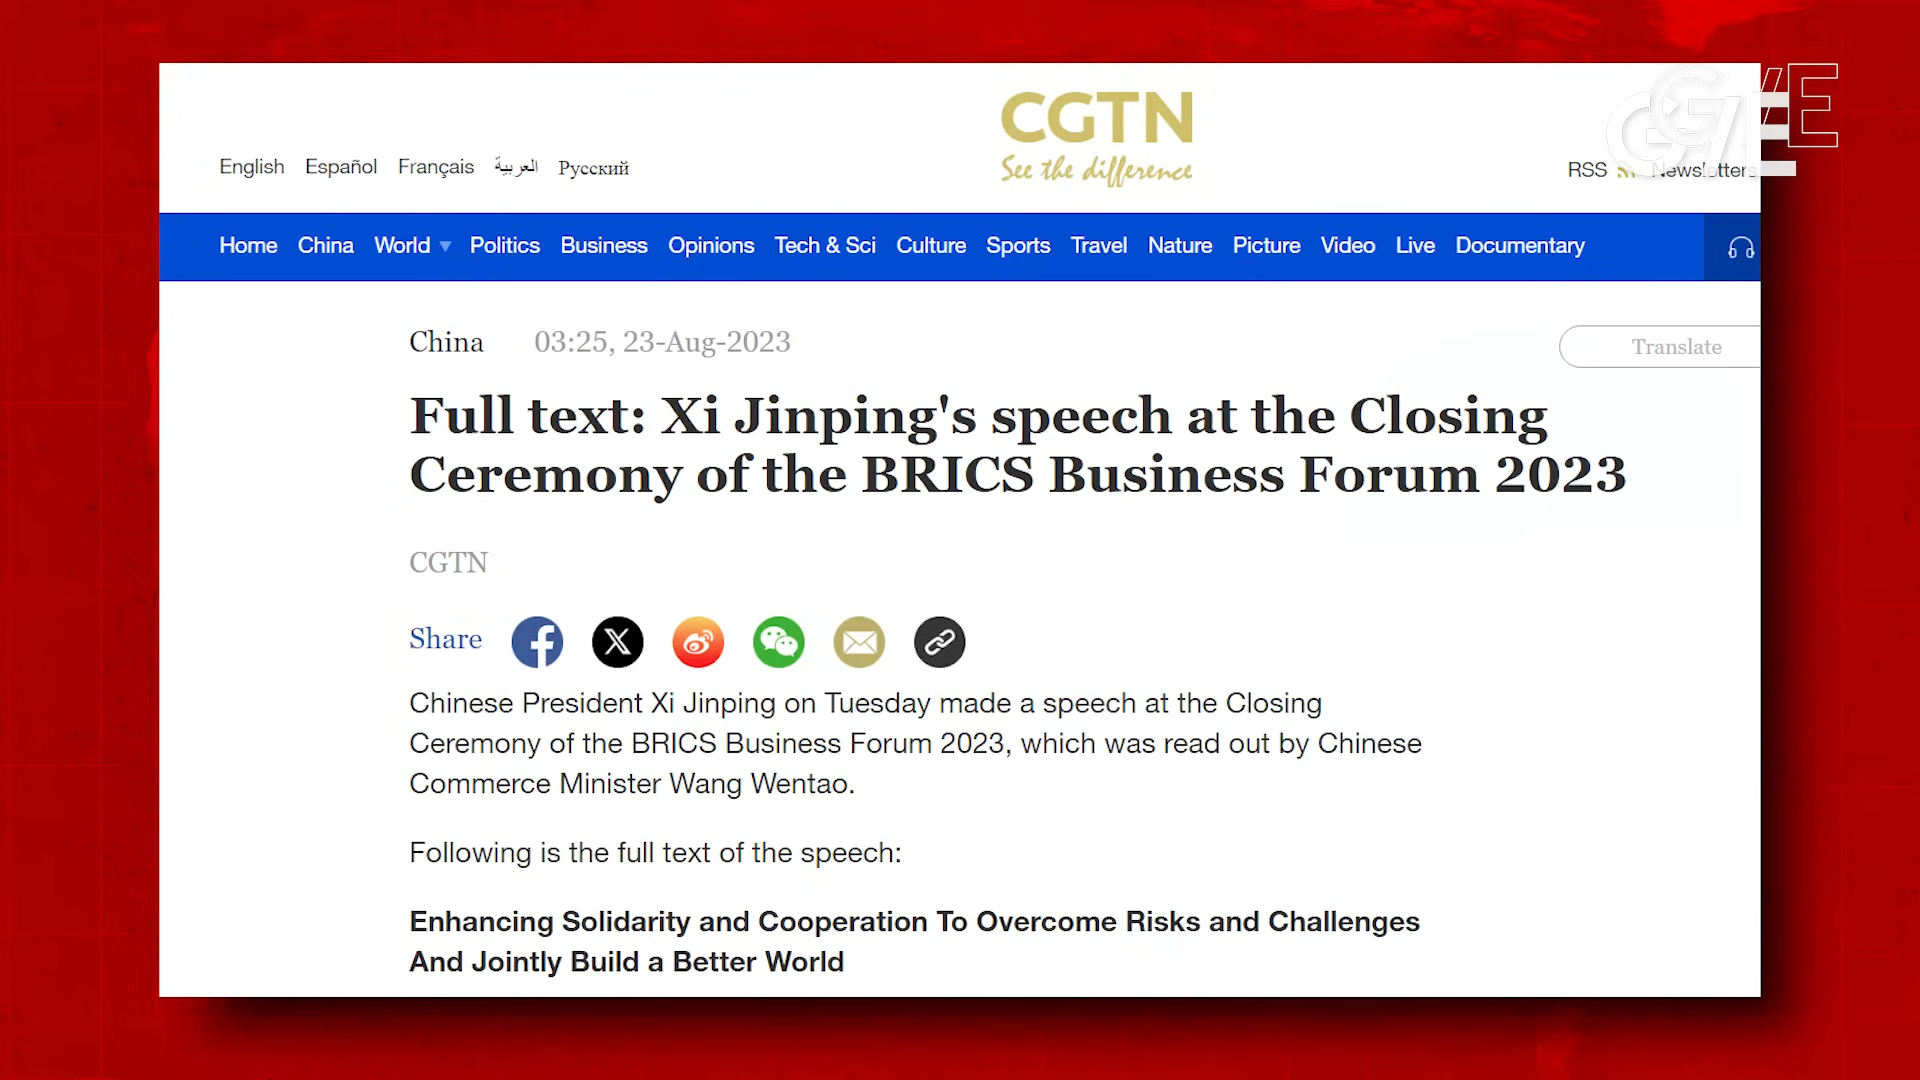 CGTN
See the difference
English Español Français العربية Русский
RSS Newsletters
Home China World Politics Business Opinions Tech & Sci Culture Sports Travel Nature Picture Video Live Documentary
China 03:25, 23-Aug-2023
Translate
Full text: Xi Jinping's speech at the Closing
Ceremony of the BRICS Business Forum 2023
CGTN
Share
Chinese President Xi Jinping on Tuesday made a speech at the Closing
Ceremony of the BRICS Business Forum 2023, which was read out by Chinese
Commerce Minister Wang Wentao.
Following is the full text of the speech:
Enhancing Solidarity and Cooperation To Overcome Risks and Challenges
And Jointly Build a Better World